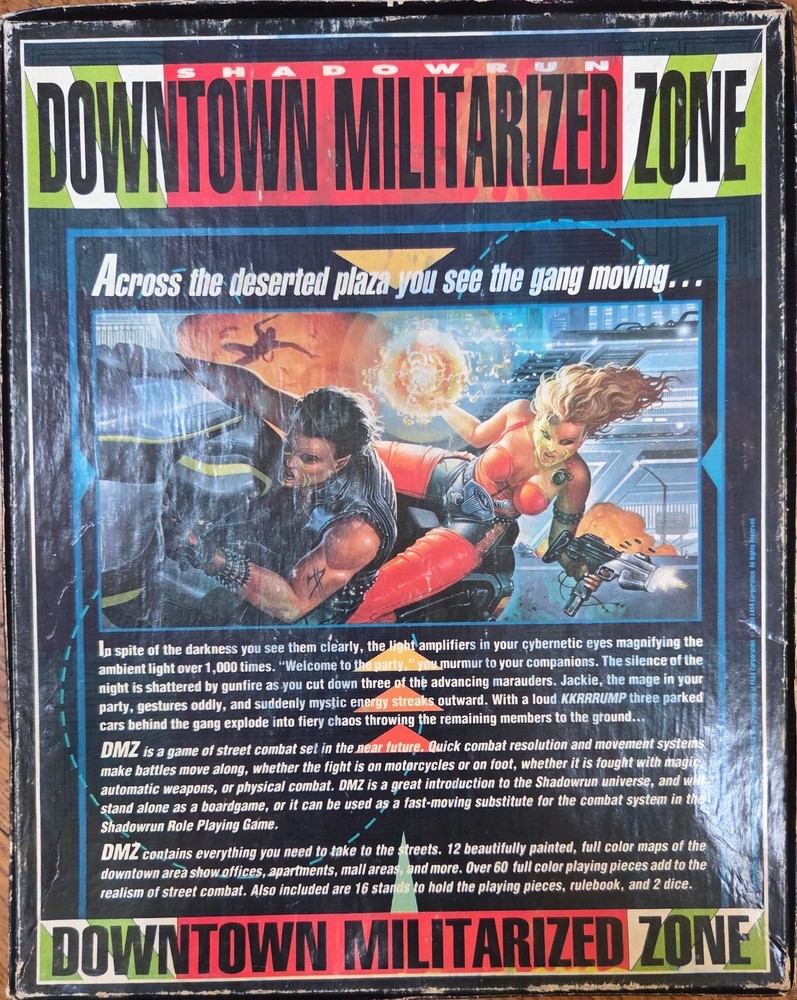 SHADOWRUN
DOWNTOWN MILITARIZED ZONE
Across the deserted plaza you see the gang moving...
In spite of the darkness you see them clearly, the light amplifiers in your cybernetic eyes magnifying the
ambient light over 1,000 times. "Welcome to the party," you murmur to your companions. The silence of the
night is shattered by gunfire as you cut down three of the advancing marauders. Jackie, the mage in your
party, gestures oddly, and suddenly mystic energy streaks outward. With a loud KKRRRUMP three parked
cars behind the gang explode into fiery chaos throwing the remaining members to the ground...
DMZ is a game of street combat set in the near future. Quick combat resolution and movement systems
make battles move along, whether the fight is on motorcycles or on foot, whether it is fought with magic,
automatic weapons, or physical combat. DMZ is a great introduction to the Shadowrun universe, and will
stand alone as a boardgame, or it can be used as a fast-moving substitute for the combat system in the
Shadowrun Role Playing Game.
DMZ contains everything you need to take to the streets. 12 beautifully painted, full color maps of the
downtown area show offices, apartments, mall areas, and more. Over 60 full color playing pieces add to the
realism of street combat. Also included are 16 stands to hold the playing pieces, rulebook, and 2 dice.
DOWNTOWN MILITARIZED ZONE
FASA Corporation. All Rights Reserved.